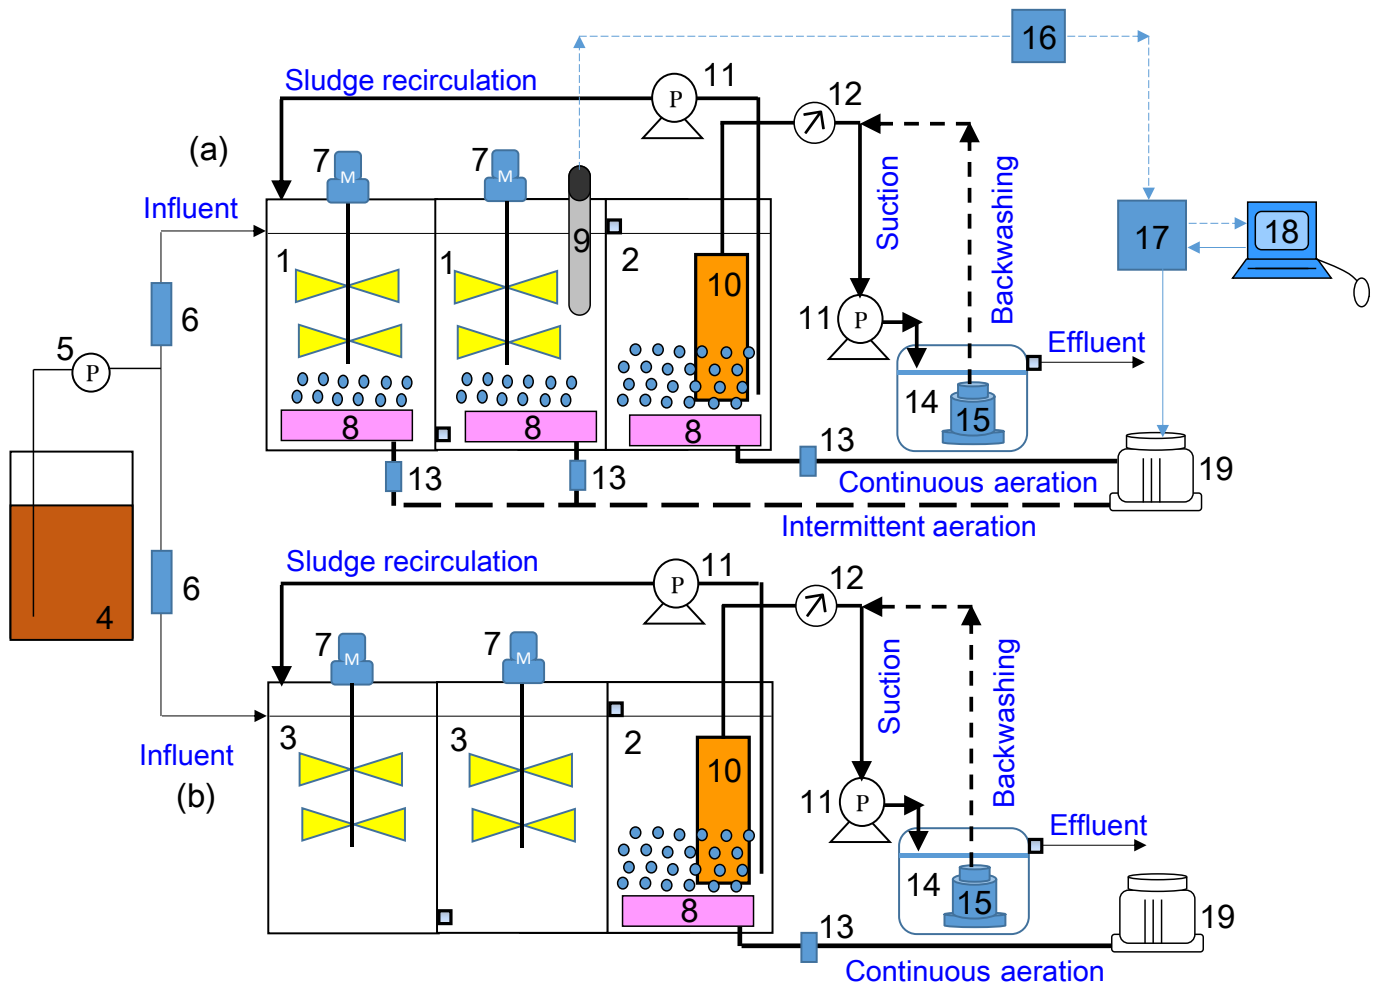 16
Sludge recirculation
11
P
12
(a)
7
M
7
M
Influent
Suction
Backwashing
1
1
9
2
10
17
18
6
5
P
11
P
Effluent
14
15
8
8
8
13
13
13
Continuous aeration
19
Intermittent aeration
Sludge recirculation
11
P
12
6
4
7
M
7
M
Suction
Backwashing
3
3
2
10
Influent
(b)
11
P
Effluent
14
15
8
13
19
Continuous aeration